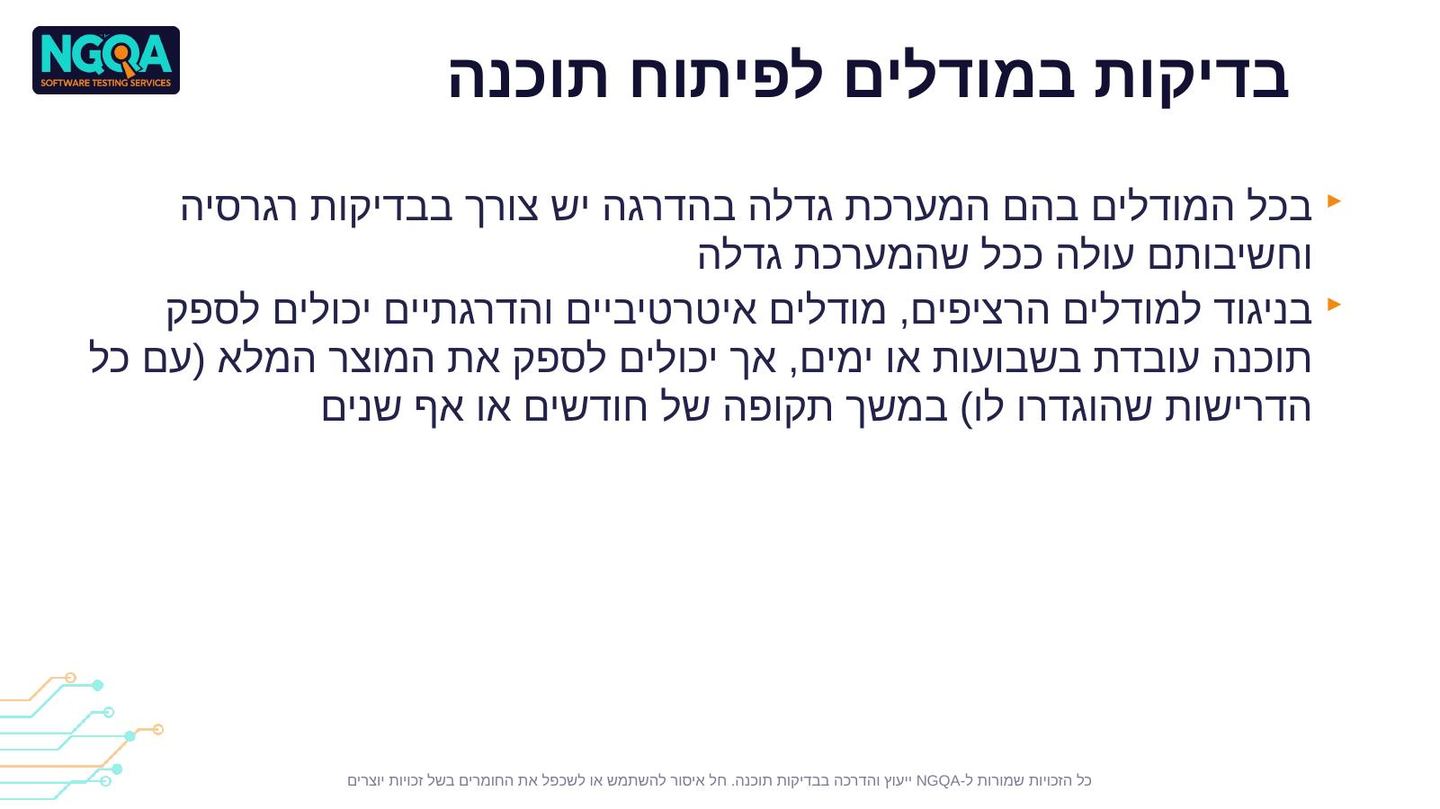 NGQA
SOFTWARE TESTING SERVICES
בדיקות במודלים לפיתוח תוכנה
בכל המודלים בהם המערכת גדלה בהדרגה יש צורך בבדיקות רגרסיה
וחשיבותם עולה ככל שהמערכת גדלה
בניגוד למודלים הרציפים, מודלים איטרטיביים והדרגתיים יכולים לספק
תוכנה עובדת בשבועות או ימים, אך יכולים לספק את המוצר המלא (עם כל
הדרישות שהוגדרו לו) במשך תקופה של חודשים או אף שנים
כל הזכויות שמורות ל-NGQA ייעוץ והדרכה בבדיקות תוכנה. חל איסור להשתמש או לשכפל את החומרים בשל זכויות יוצרים